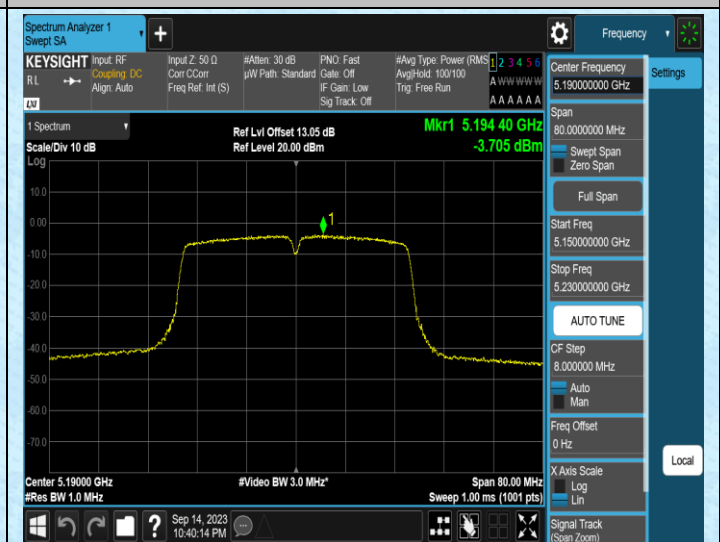 Spectrum Analyzer 1
Swept SA
+
Frequency
KEYSIGHT
RL
LXI
Input: RF
Coupling: DC
Align: Auto
Input Z: 50 Ω
Corr CCorr
Freq Ref: Int (S)
#Atten: 30 dB
µW Path: Standard
PNO: Fast
Gate: Off
IF Gain: Low
Sig Track: Off
#Avg Type: Power (RMS
Avg|Hold: 100/100
Trig: Free Run
1 2 3 4 5 6
A W W W W W
A A A A A A
1 Spectrum
Scale/Div 10 dB
Ref Lvl Offset 13.05 dB
Ref Level 20.00 dBm
Mkr1 5.194 40 GHz
-3.705 dBm
Log
10.0
0.00
-10.0
-20.0
-30.0
-40.0
-50.0
-60.0
-70.0
1
Center 5.19000 GHz
#Res BW 1.0 MHz
#Video BW 3.0 MHz*
Span 80.00 MHz
Sweep 1.00 ms (1001 pts)
Center Frequency
5.190000000 GHz
Span
80.0000000 MHz
Swept Span
Zero Span
Full Span
Start Freq
5.150000000 GHz
Stop Freq
5.230000000 GHz
AUTO TUNE
CF Step
8.000000 MHz
Auto
Man
Freq Offset
0 Hz
X Axis Scale
Log
Lin
Signal Track
(Span Zoom)
Settings
Local
?
Sep 14, 2023
10:40:14 PM